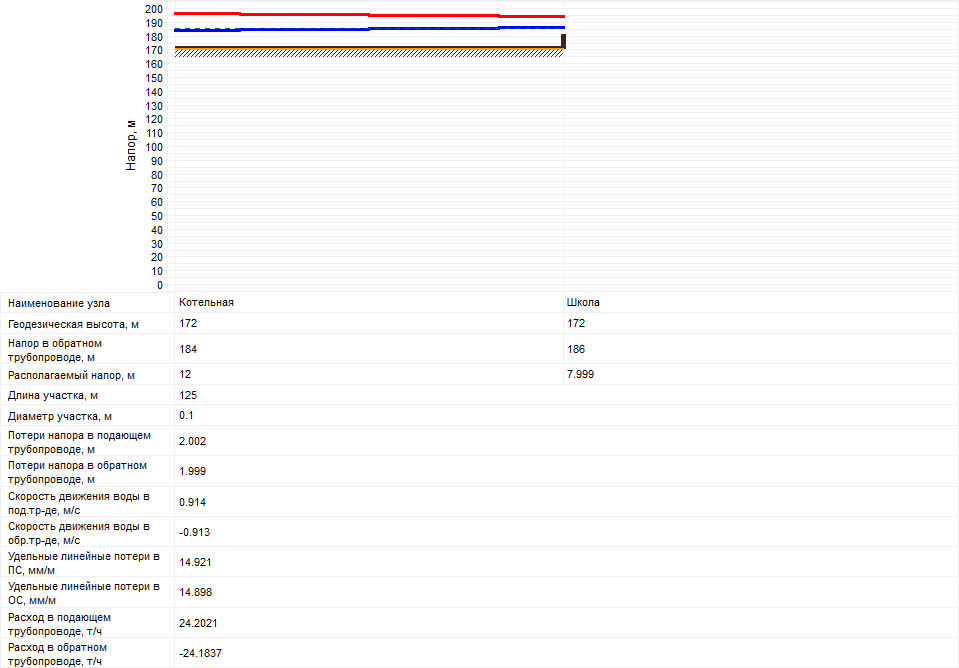 200
190
180
170
160
150
140
130
120
110
100
90
80
70
60
50
40
30
20
10
0
Напор, м
Наименование узла Котельная Школа
Геодезическая высота, м 172 172
Напор в обратном
трубопроводе, м 184 186
Располагаемый напор, м 12 7.999
Длина участка, м 125
Диаметр участка, м 0.1
Потери напора в подающем
трубопроводе, м 2.002
Потери напора в обратном
трубопроводе, м 1.999
Скорость движения воды в
под.тр-де, м/с 0.914
Скорость движения воды в
обр.тр-де, м/с -0.913
Удельные линейные потери в
ПС, мм/м 14.921
Удельные линейные потери в
ОС, мм/м 14.898
Расход в подающем
трубопроводе, т/ч 24.2021
Расход в обратном
трубопроводе, т/ч -24.1837